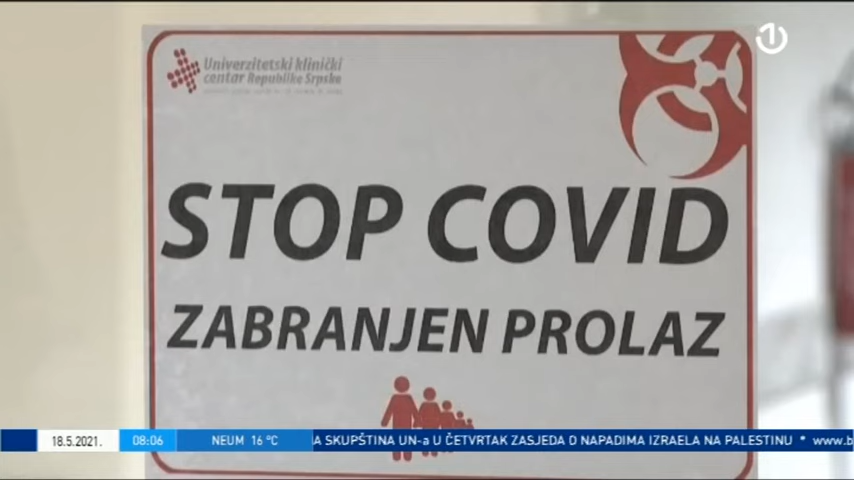 Univerzitetski klinički
centar Republike Srpske
STOP COVID
ZABRANJEN PROLAZ
18.5.2021. 08:06 NEUM 16 °C A SKUPŠTINA UN-a U ČETVRTAK ZASJEDA O NAPADIMA IZRAELA NA PALESTINU * www.b